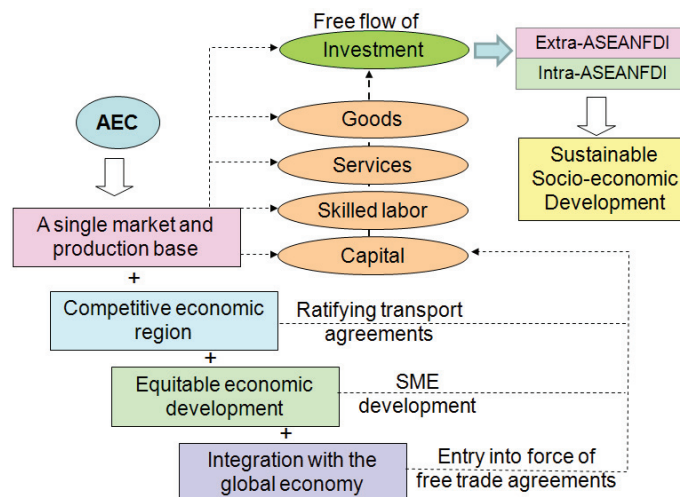 Free flow of
Investment
Extra-ASEANFDI
Intra-ASEANFDI
AEC
Goods
Services
Skilled labor
Capital
Sustainable
Socio-economic
Development
A single market and
production base
+
Competitive economic
region
Ratifying transport
agreements
+
Equitable economic
development
SME
development
+
Integration with the
global economy
Entry into force of
free trade agreements